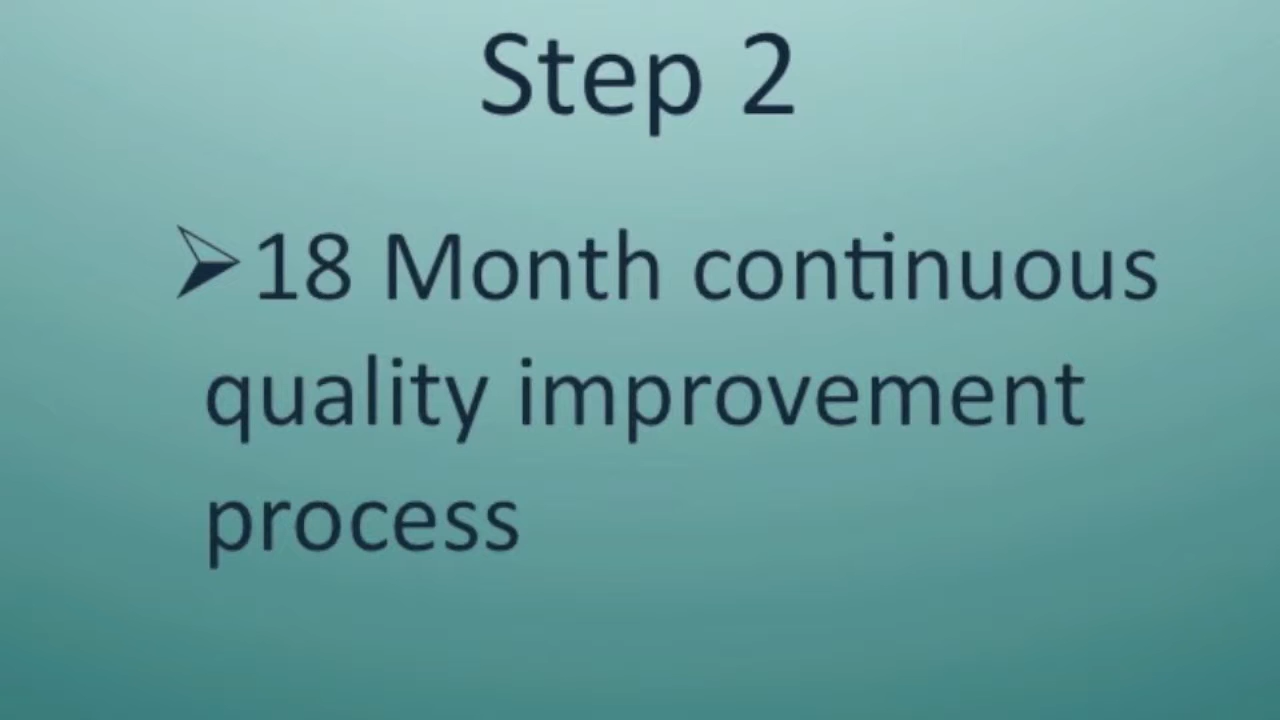 Step 2
➢18 Month continuous
quality improvement
process